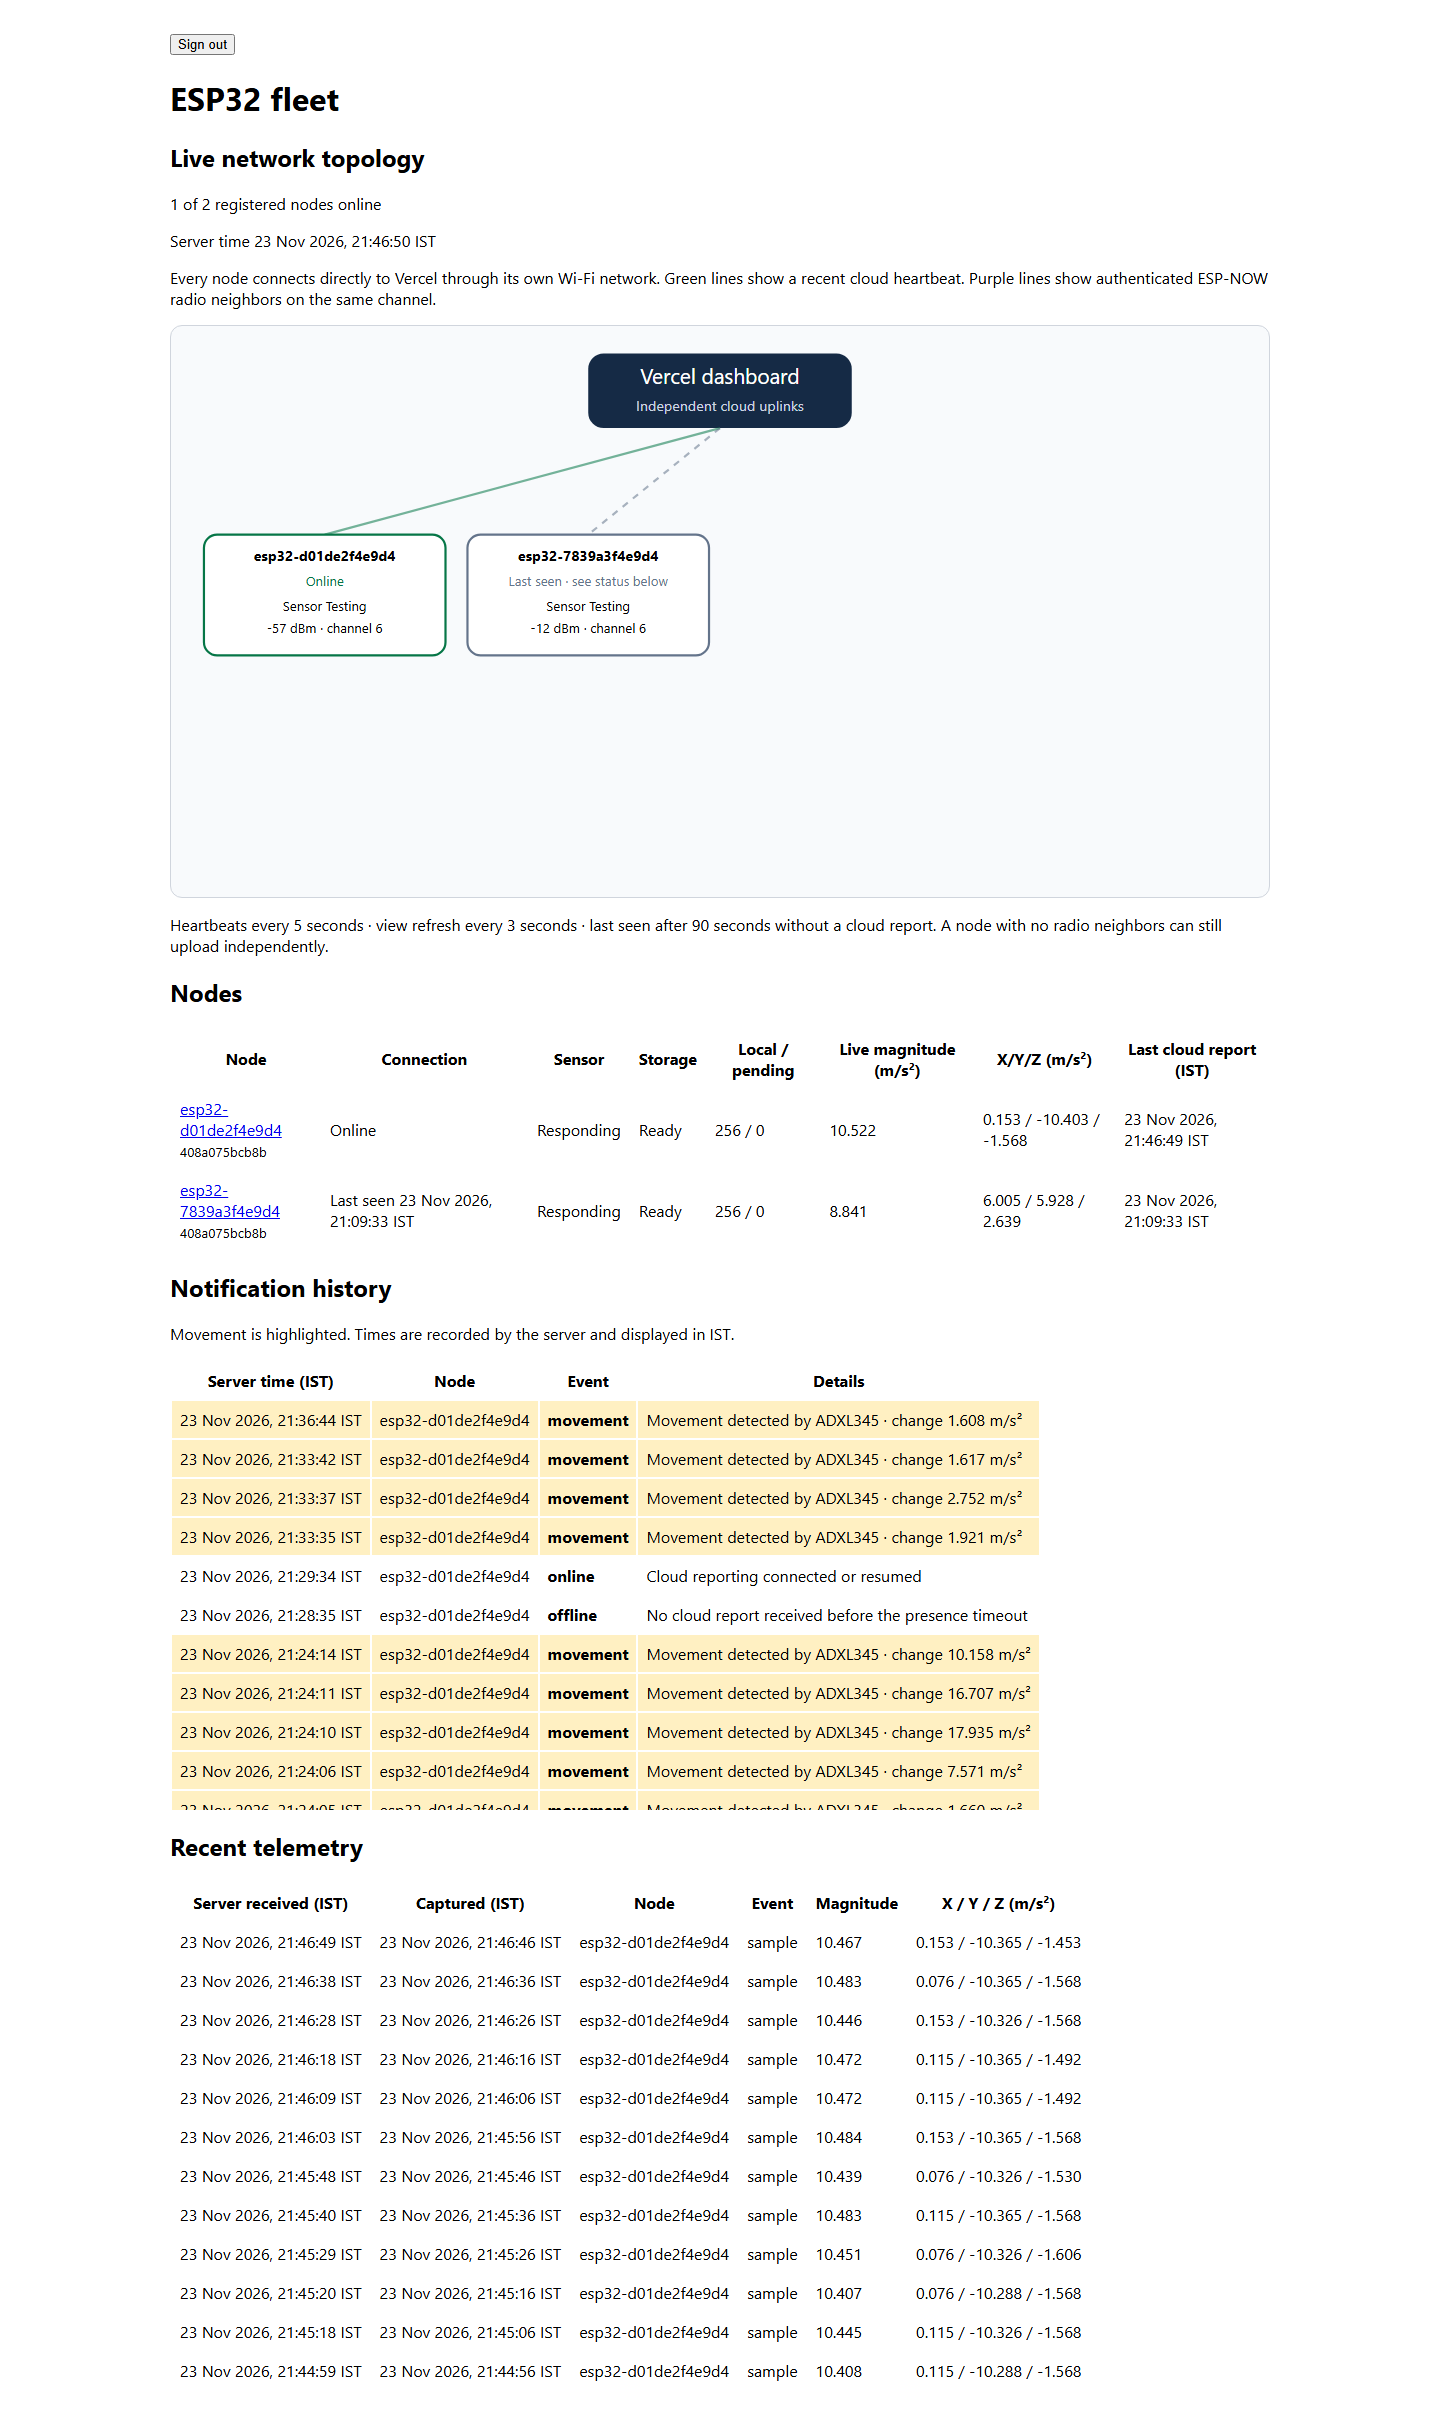 Sign out
ESP32 fleet
Live network topology
1 of 2 registered nodes online
Server time 23 Nov 2026, 21:46:50 IST
Every node connects directly to Vercel through its own Wi-Fi network. Green lines show a recent cloud heartbeat. Purple lines show authenticated ESP-NOW
radio neighbors on the same channel.
Vercel dashboard
Independent cloud uplinks
esp32-d01de2f4e9d4
Online
Sensor Testing
-57 dBm · channel 6
esp32-7839a3f4e9d4
Last seen · see status below
Sensor Testing
-12 dBm · channel 6
Heartbeats every 5 seconds · view refresh every 3 seconds · last seen after 90 seconds without a cloud report. A node with no radio neighbors can still
upload independently.
Nodes
Node Connection Sensor Storage Local / pending Live magnitude (m/s²) X/Y/Z (m/s²) Last cloud report (IST)
esp32-d01de2f4e9d4 408a075bcb8b Online Responding Ready 256 / 0 10.522 0.153 / -10.403 / -1.568 23 Nov 2026, 21:46:49 IST
esp32-7839a3f4e9d4 408a075bcb8b Last seen 23 Nov 2026, 21:09:33 IST Responding Ready 256 / 0 8.841 6.005 / 5.928 / 2.639 23 Nov 2026, 21:09:33 IST
Notification history
Movement is highlighted. Times are recorded by the server and displayed in IST.
Server time (IST) Node Event Details
23 Nov 2026, 21:36:44 IST esp32-d01de2f4e9d4 movement Movement detected by ADXL345 · change 1.608 m/s²
23 Nov 2026, 21:33:42 IST esp32-d01de2f4e9d4 movement Movement detected by ADXL345 · change 1.617 m/s²
23 Nov 2026, 21:33:37 IST esp32-d01de2f4e9d4 movement Movement detected by ADXL345 · change 2.752 m/s²
23 Nov 2026, 21:33:35 IST esp32-d01de2f4e9d4 movement Movement detected by ADXL345 · change 1.921 m/s²
23 Nov 2026, 21:29:34 IST esp32-d01de2f4e9d4 online Cloud reporting connected or resumed
23 Nov 2026, 21:28:35 IST esp32-d01de2f4e9d4 offline No cloud report received before the presence timeout
23 Nov 2026, 21:24:14 IST esp32-d01de2f4e9d4 movement Movement detected by ADXL345 · change 10.158 m/s²
23 Nov 2026, 21:24:11 IST esp32-d01de2f4e9d4 movement Movement detected by ADXL345 · change 16.707 m/s²
23 Nov 2026, 21:24:10 IST esp32-d01de2f4e9d4 movement Movement detected by ADXL345 · change 17.935 m/s²
23 Nov 2026, 21:24:06 IST esp32-d01de2f4e9d4 movement Movement detected by ADXL345 · change 7.571 m/s²
Recent telemetry
Server received (IST) Captured (IST) Node Event Magnitude X / Y / Z (m/s²)
23 Nov 2026, 21:46:49 IST 23 Nov 2026, 21:46:46 IST esp32-d01de2f4e9d4 sample 10.467 0.153 / -10.365 / -1.453
23 Nov 2026, 21:46:38 IST 23 Nov 2026, 21:46:36 IST esp32-d01de2f4e9d4 sample 10.483 0.076 / -10.365 / -1.568
23 Nov 2026, 21:46:28 IST 23 Nov 2026, 21:46:26 IST esp32-d01de2f4e9d4 sample 10.446 0.153 / -10.326 / -1.568
23 Nov 2026, 21:46:18 IST 23 Nov 2026, 21:46:16 IST esp32-d01de2f4e9d4 sample 10.472 0.115 / -10.365 / -1.492
23 Nov 2026, 21:46:09 IST 23 Nov 2026, 21:46:06 IST esp32-d01de2f4e9d4 sample 10.472 0.115 / -10.365 / -1.492
23 Nov 2026, 21:46:03 IST 23 Nov 2026, 21:45:56 IST esp32-d01de2f4e9d4 sample 10.484 0.153 / -10.365 / -1.568
23 Nov 2026, 21:45:48 IST 23 Nov 2026, 21:45:46 IST esp32-d01de2f4e9d4 sample 10.439 0.076 / -10.326 / -1.530
23 Nov 2026, 21:45:40 IST 23 Nov 2026, 21:45:36 IST esp32-d01de2f4e9d4 sample 10.483 0.115 / -10.365 / -1.568
23 Nov 2026, 21:45:29 IST 23 Nov 2026, 21:45:26 IST esp32-d01de2f4e9d4 sample 10.451 0.076 / -10.326 / -1.606
23 Nov 2026, 21:45:20 IST 23 Nov 2026, 21:45:16 IST esp32-d01de2f4e9d4 sample 10.407 0.076 / -10.288 / -1.568
23 Nov 2026, 21:45:18 IST 23 Nov 2026, 21:45:06 IST esp32-d01de2f4e9d4 sample 10.445 0.115 / -10.326 / -1.568
23 Nov 2026, 21:44:59 IST 23 Nov 2026, 21:44:56 IST esp32-d01de2f4e9d4 sample 10.408 0.115 / -10.288 / -1.568